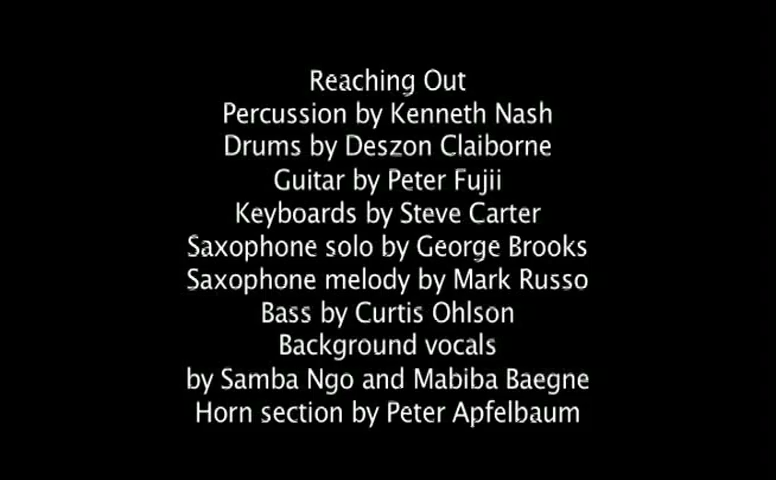 Reaching Out
Percussion by Kenneth Nash
Drums by Deszon Claiborne
Guitar by Peter Fujii
Keyboards by Steve Carter
Saxophone solo by George Brooks
Saxophone melody by Mark Russo
Bass by Curtis Ohlson
Background vocals
by Samba Ngo and Mabiba Baegne
Horn section by Peter Apfelbaum